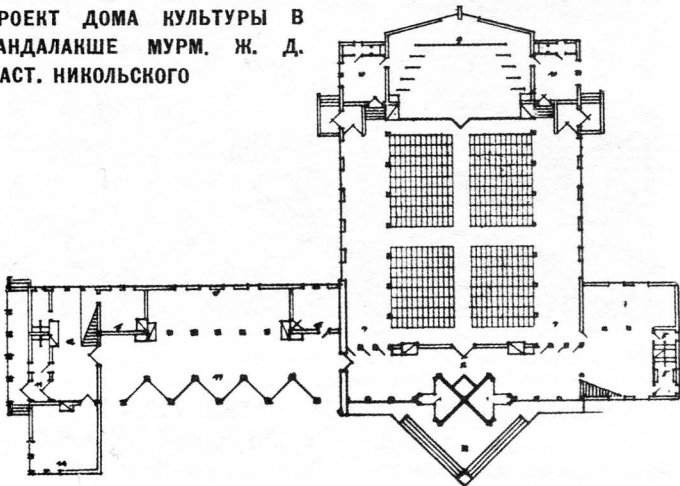 РОЕКТ ДОМА КУЛЬТУРЫ В
АНДАЛАКШЕ МУРМ. Ж. Д.
АСТ. НИКОЛЬСКОГО